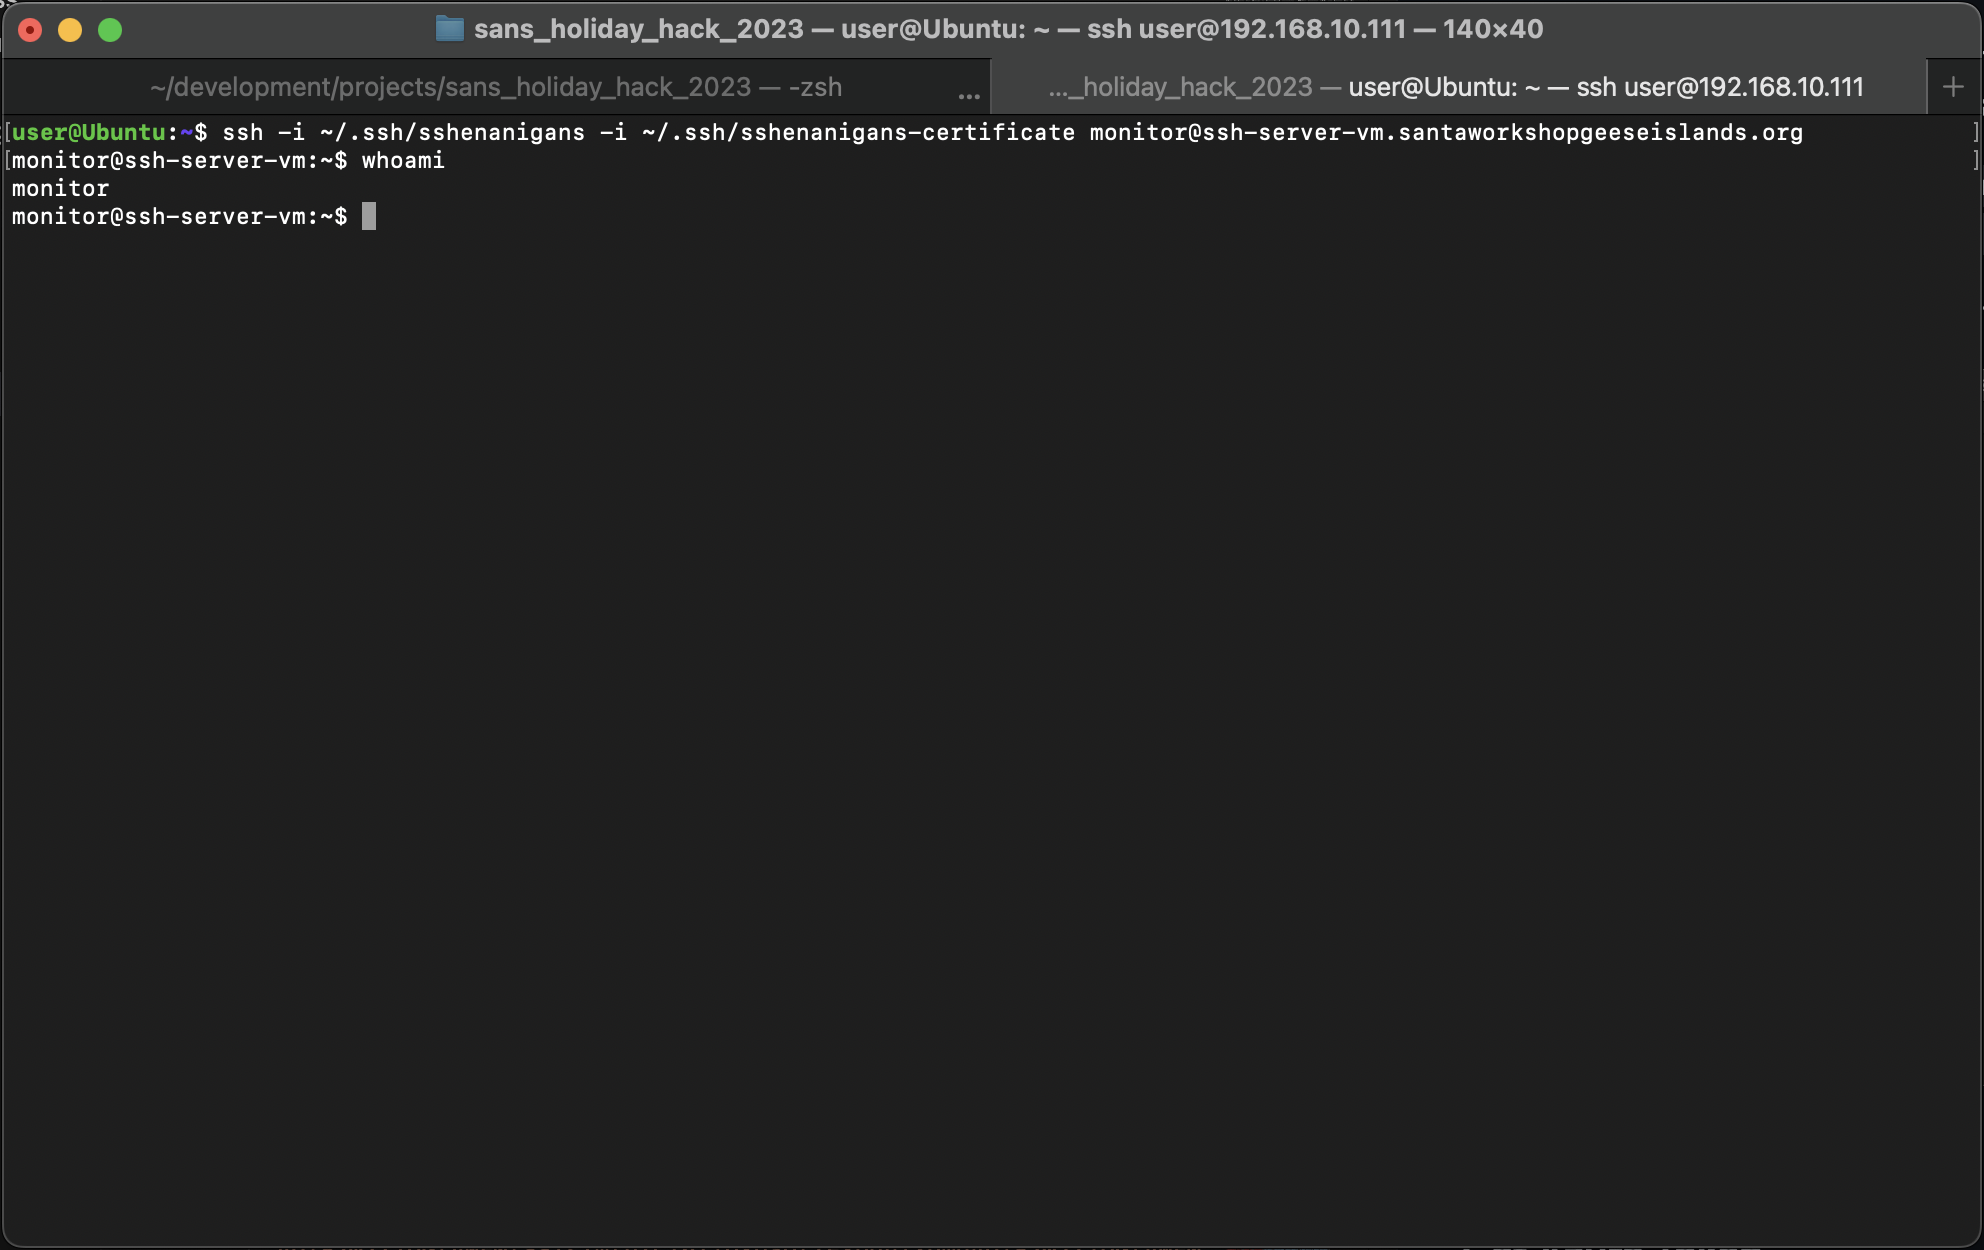 sans_holiday_hack_2023 — user@Ubuntu: ~ — ssh user@192.168.10.111 — 140×40
~/development/projects/sans_holiday_hack_2023 — -zsh ...
..._holiday_hack_2023 — user@Ubuntu: ~ — ssh user@192.168.10.111 +
[user@Ubuntu:~$ ssh -i ~/.ssh/sshenanigans -i ~/.ssh/sshenanigans-certificate monitor@ssh-server-vm.santaworkshopgeeseislands.org ]
[monitor@ssh-server-vm:~$ whoami ]
monitor
monitor@ssh-server-vm:~$